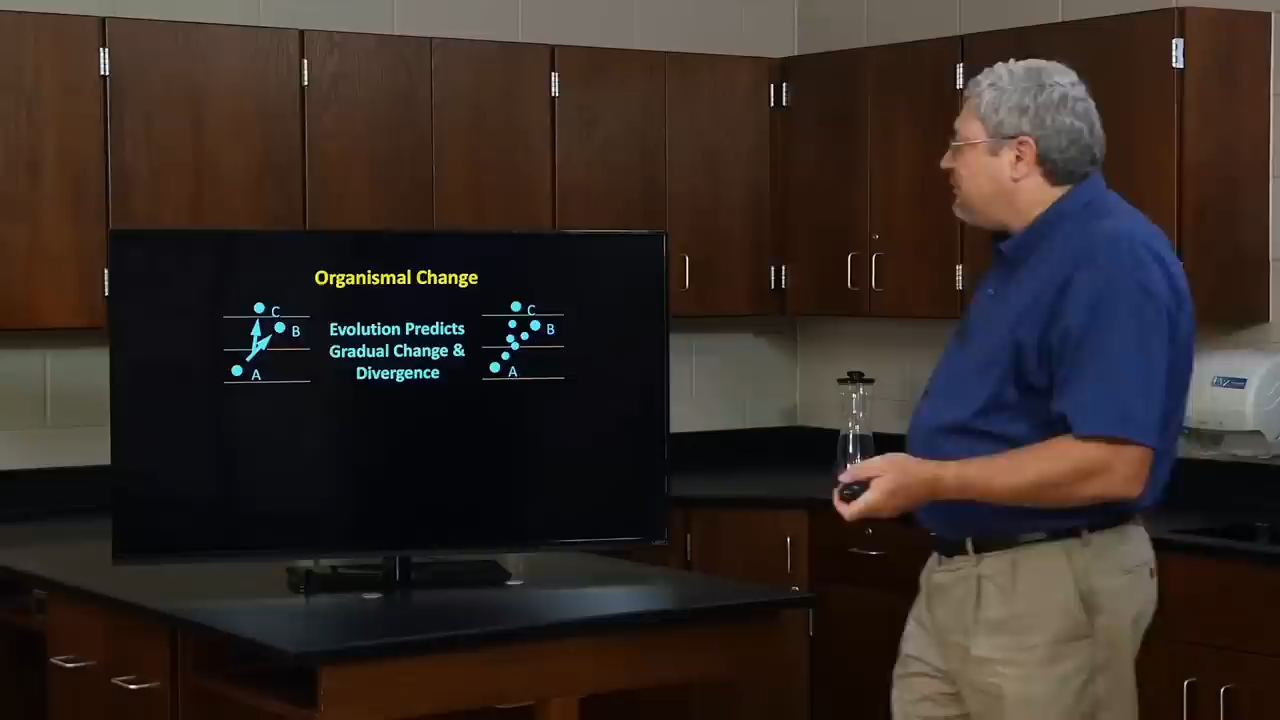 Organismal Change
C
B
A
Evolution Predicts
Gradual Change &
Divergence
C
B
A